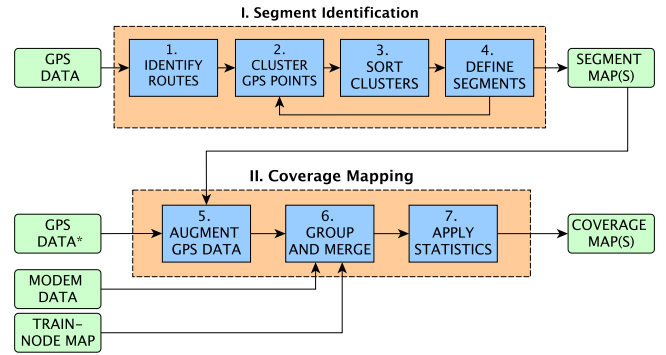 I. Segment Identification
GPS
DATA
1.
IDENTIFY
ROUTES
2.
CLUSTER
GPS POINTS
3.
SORT
CLUSTERS
4.
DEFINE
SEGMENTS
SEGMENT
MAP(S)
II. Coverage Mapping
GPS
DATA*
5.
AUGMENT
GPS DATA
6.
GROUP
AND MERGE
7.
APPLY
STATISTICS
COVERAGE
MAP(S)
MODEM
DATA
TRAIN-
NODE MAP